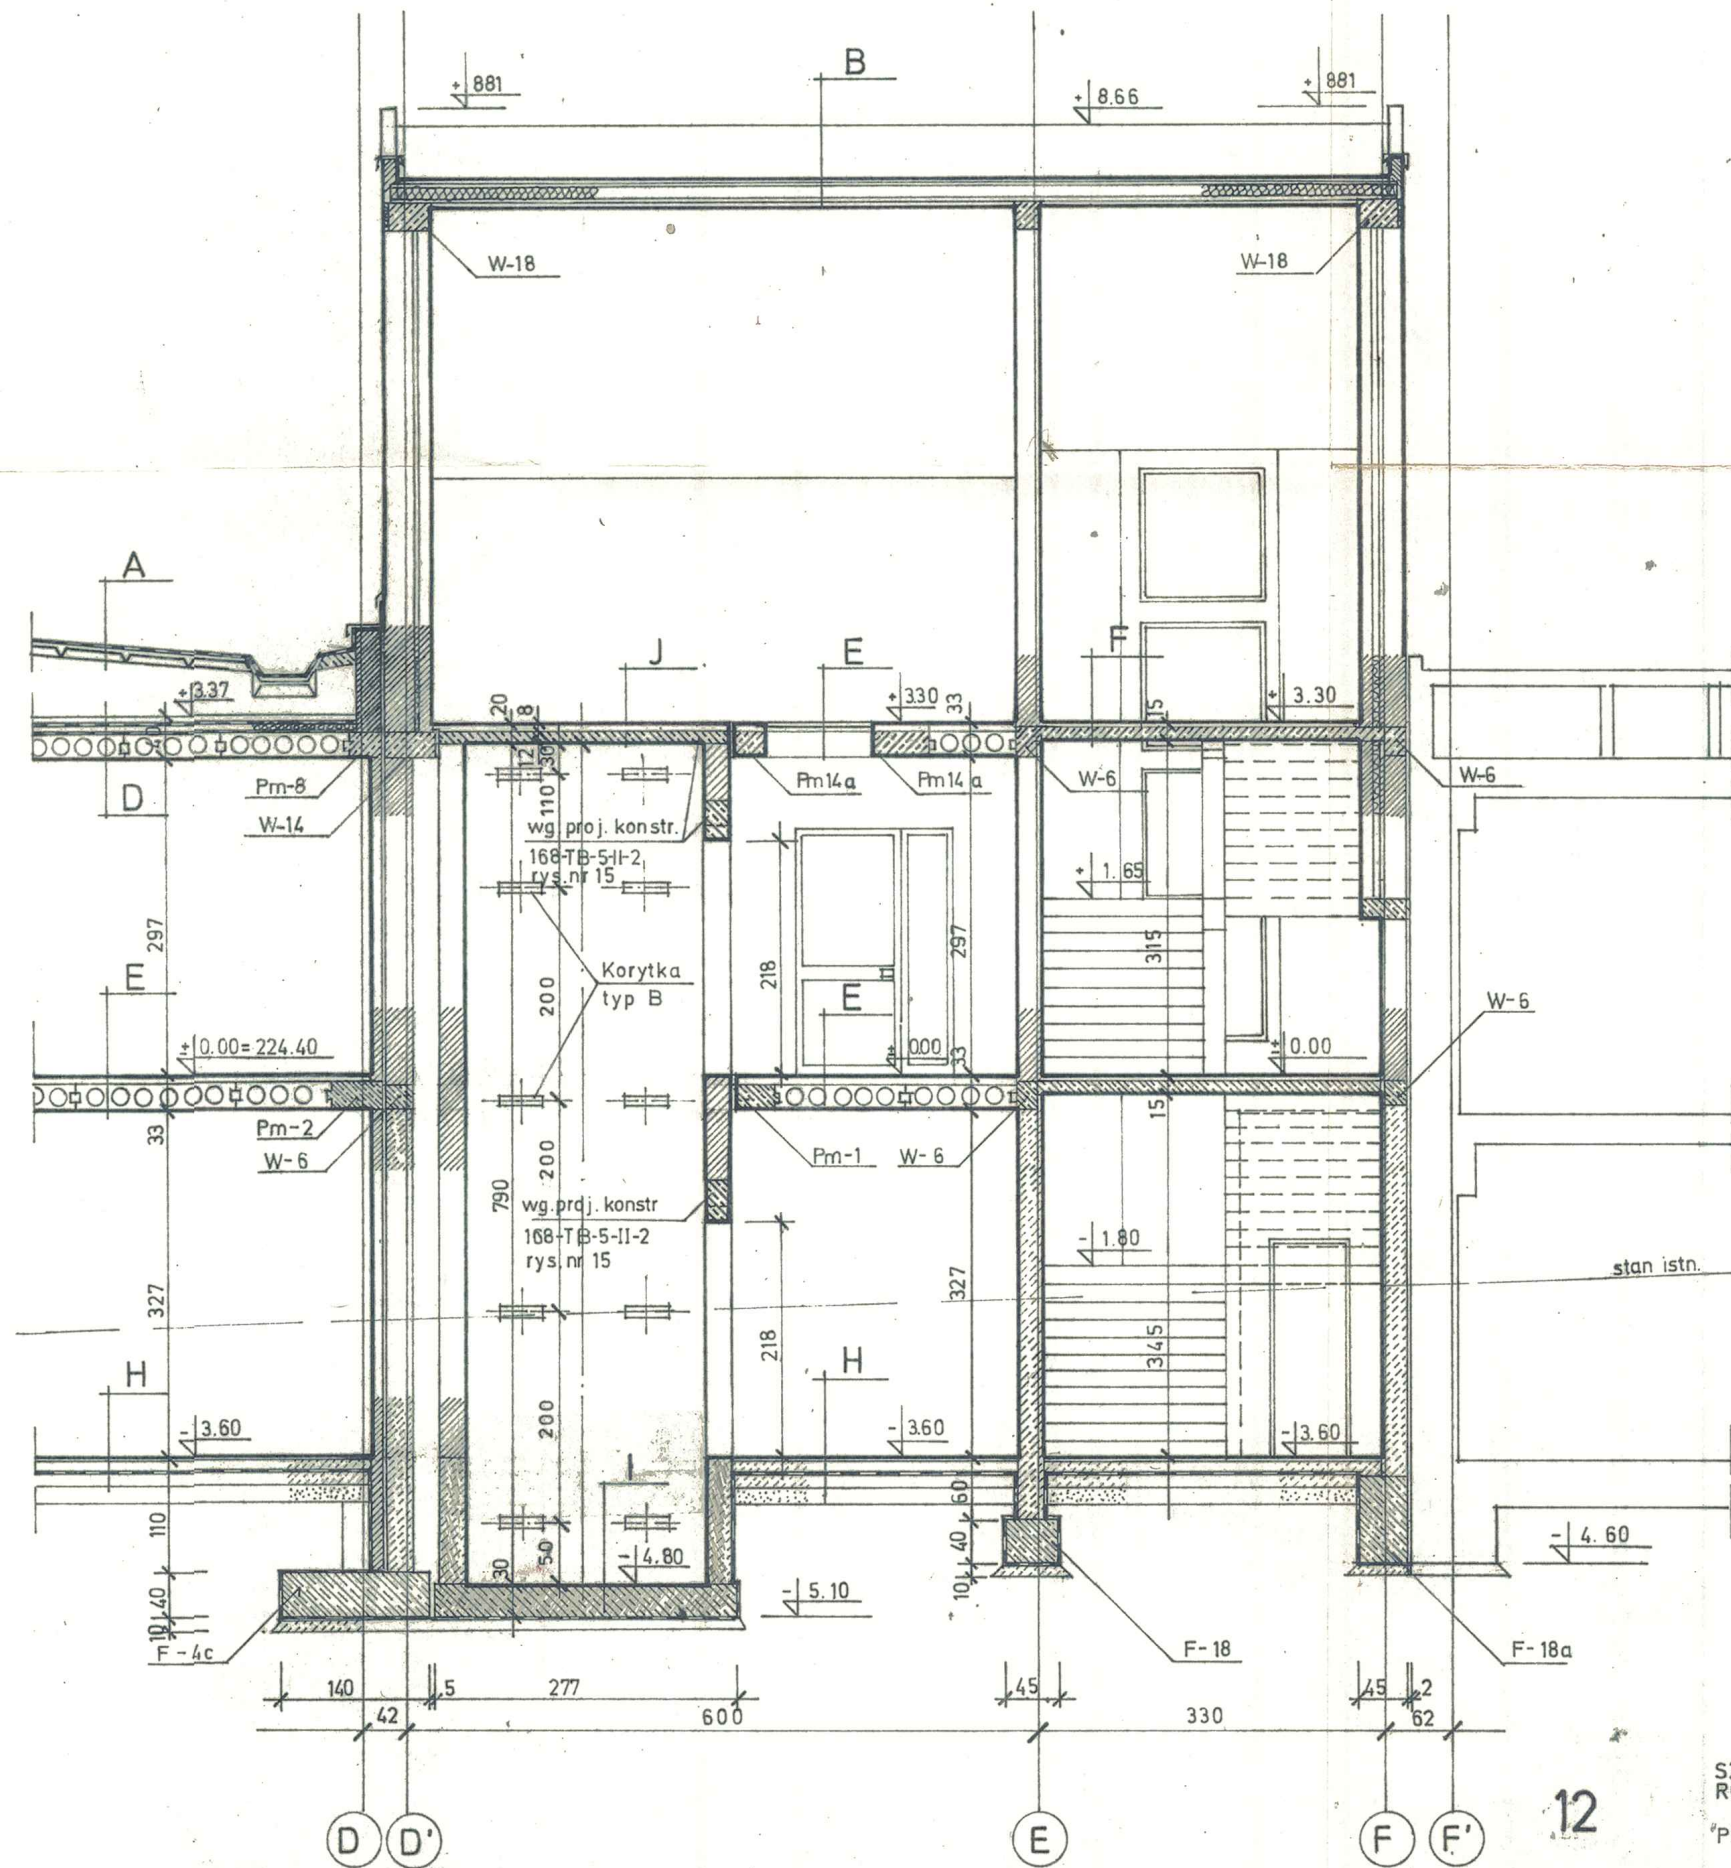 B
+ 881
+ 8.66
+ 881
W-18
W-18
A
J
E
F
+ 3.37
20
8
+ 330
33
15
+ 3.30
12
30
Pm-8
D
W-14
110
Pm14a
Pm14a
W-6
W-6
wg. proj. konstr.
168-TB-5-II-2
rys. nr 15
+ 1.65
297
218
297
315
Korytka
typ B
E
200
E
W-6
± 0.00=224.40
± 0.00
33
± 0.00
33
Pm-2
W-6
200
Pm-1
W-6
15
790
wg. proj. konstr
168-TB-5-II-2
rys. nr 15
- 1.80
stan istn.
327
327
218
345
H
H
200
- 3.60
- 3.60
- 3.60
I
60
110
40
50
30
- 4.80
- 4.60
40
10
- 5.10
10
F-4c
F-18
F-18a
140
5
277
45
45
2
42
600
330
62
12
D
D'
E
F
F'